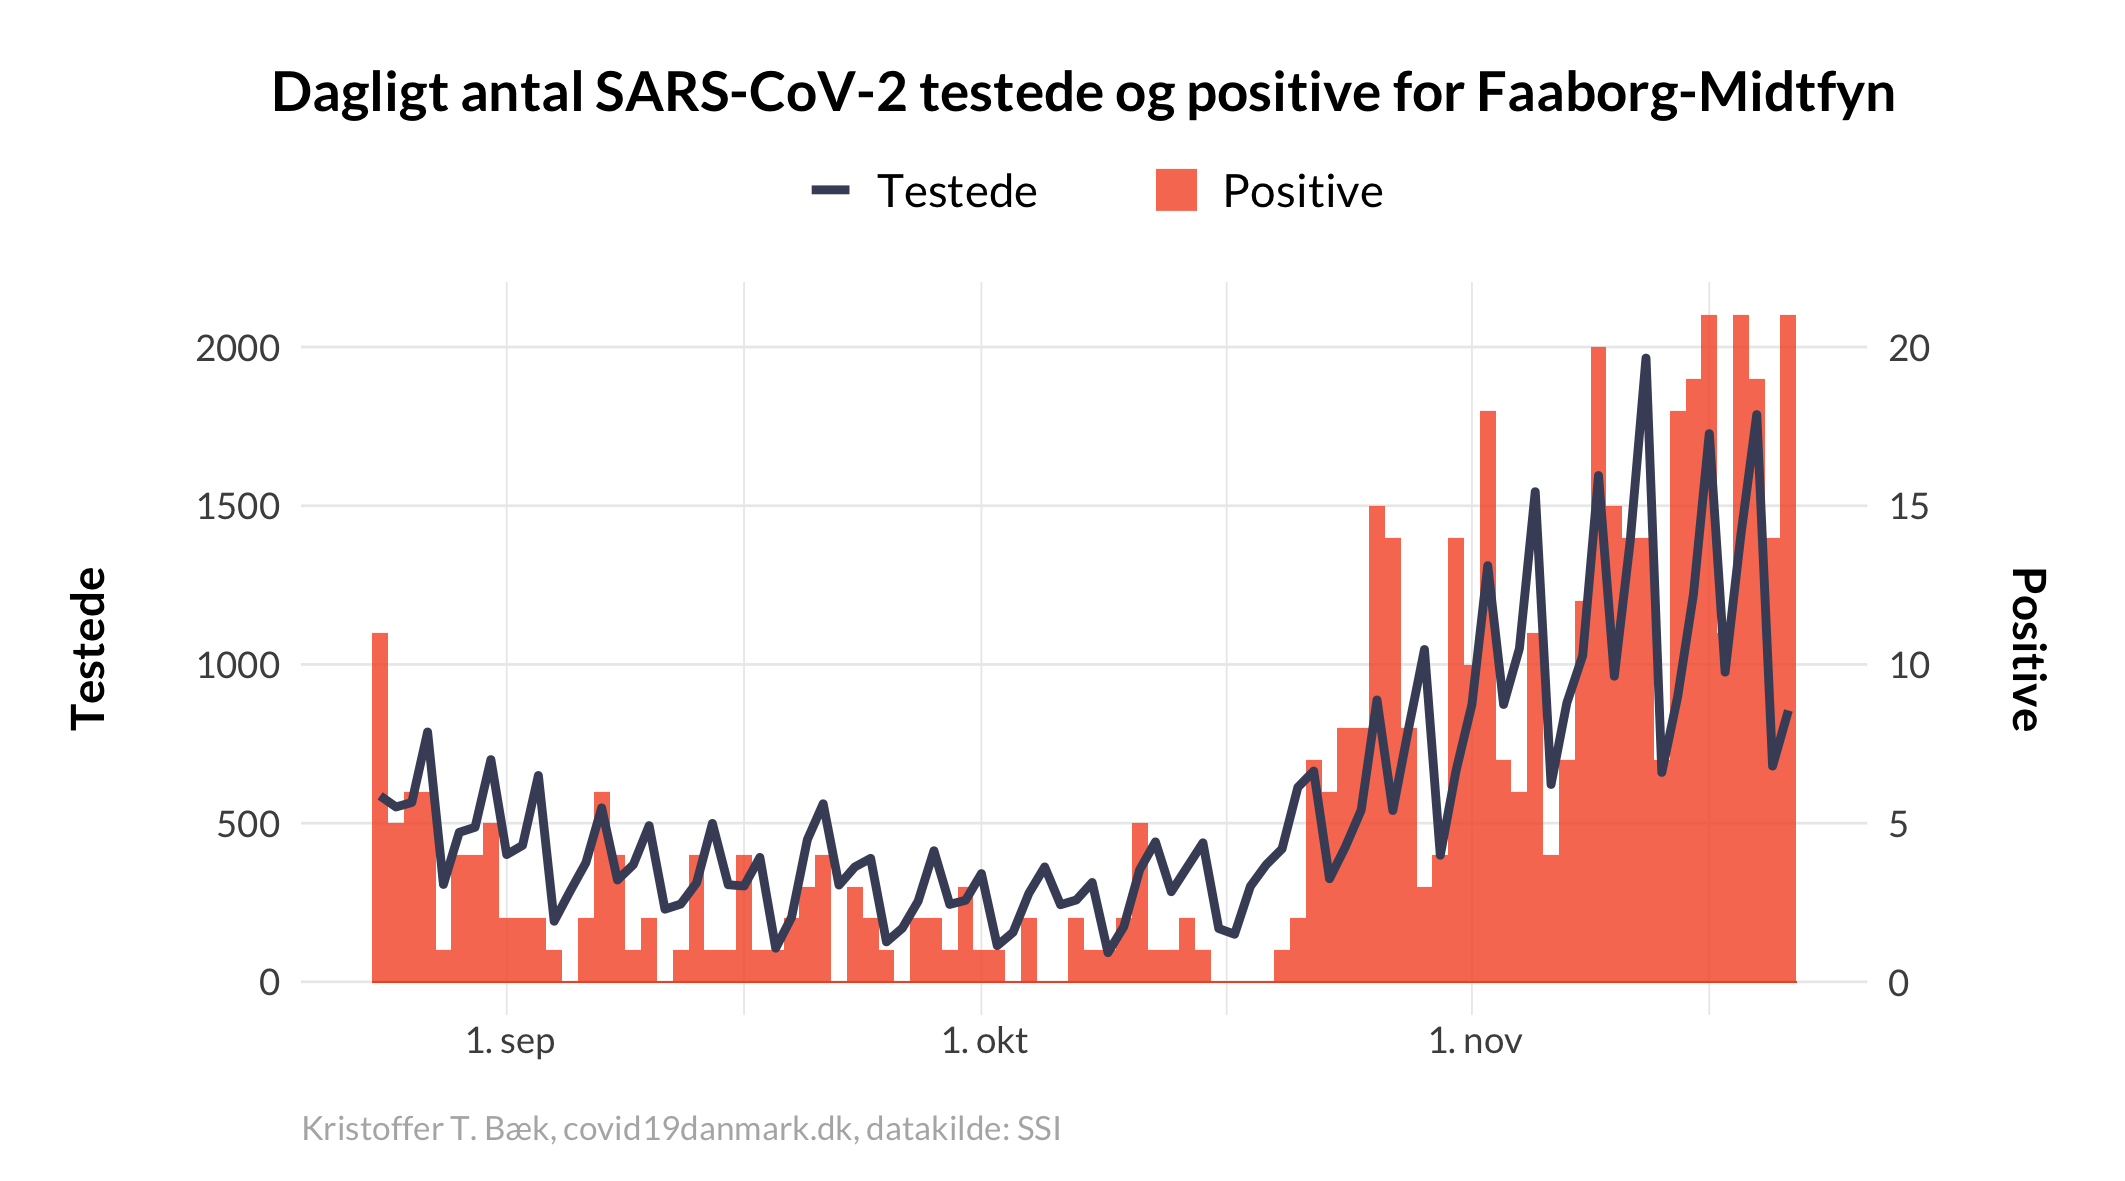 Dagligt antal SARS-CoV-2 testede og positive for Faaborg-Midtfyn
Testede
Positive
Testede
2000
1500
1000
500
0
20
15
10
5
0
Positive
1. sep
1. okt
1. nov
Kristoffer T. Bæk, covid19danmark.dk, datakilde: SSI